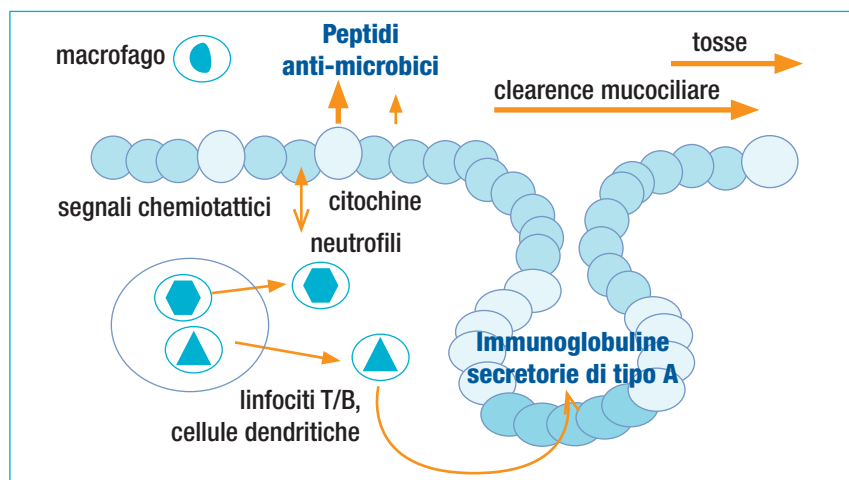 macrofago
Peptidi
anti-microbici
tosse
clearence mucociliare
segnali chemiotattici
citochine
neutrofili
Immunoglobuline
secretorie di tipo A
linfociti T/B,
cellule dendritiche